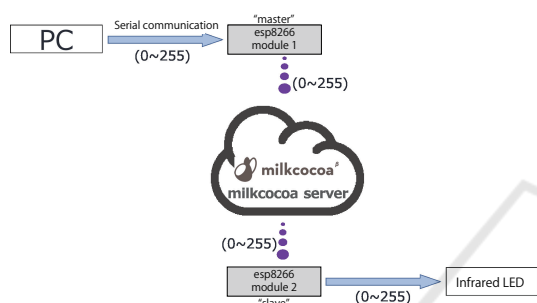 "master"
Serial communication
PC
esp8266
module 1
(0~255)
(0~255)
milkcocoa β
milkcocoa server
(0~255)
esp8266
module 2
Infrared LED
(0~255)
"slave"